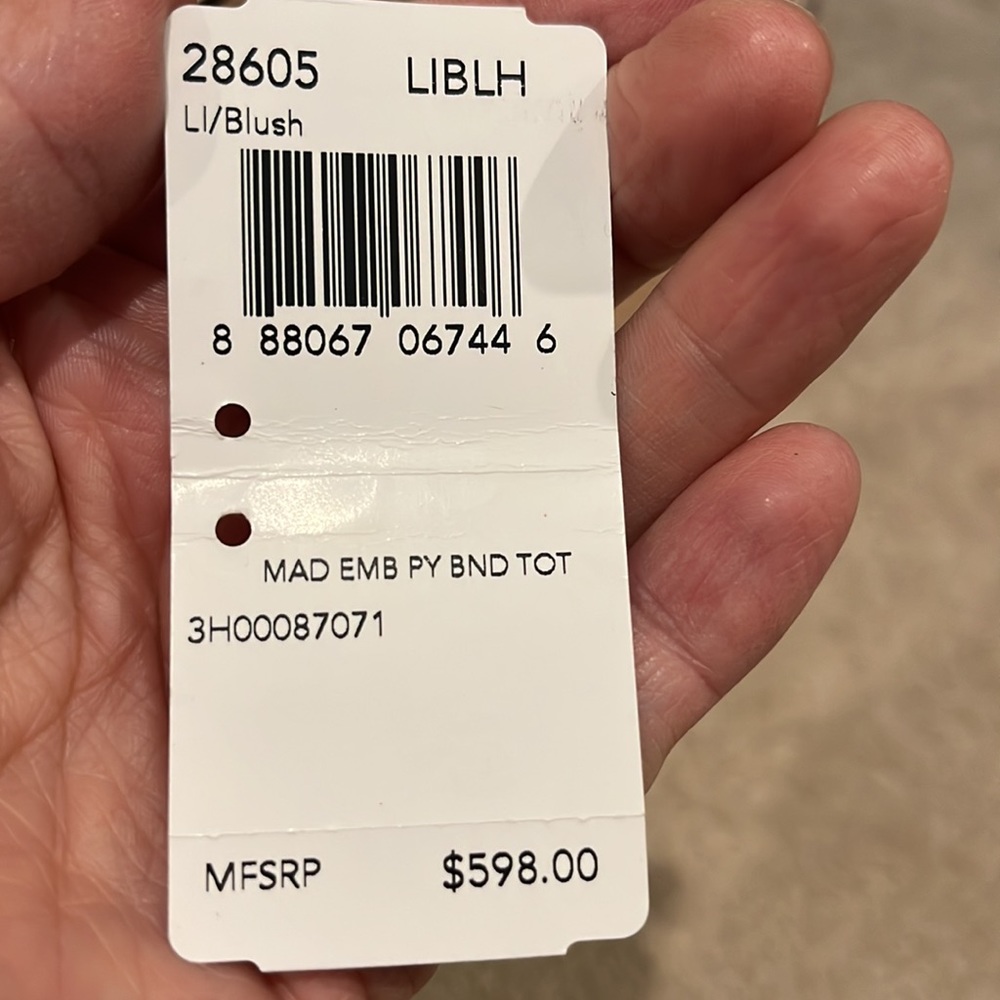 28605 LIBLH
LI/Blush
8 88067 06744 6
MAD EMB PY BND TOT
3H00087071
MFSRP $598.00